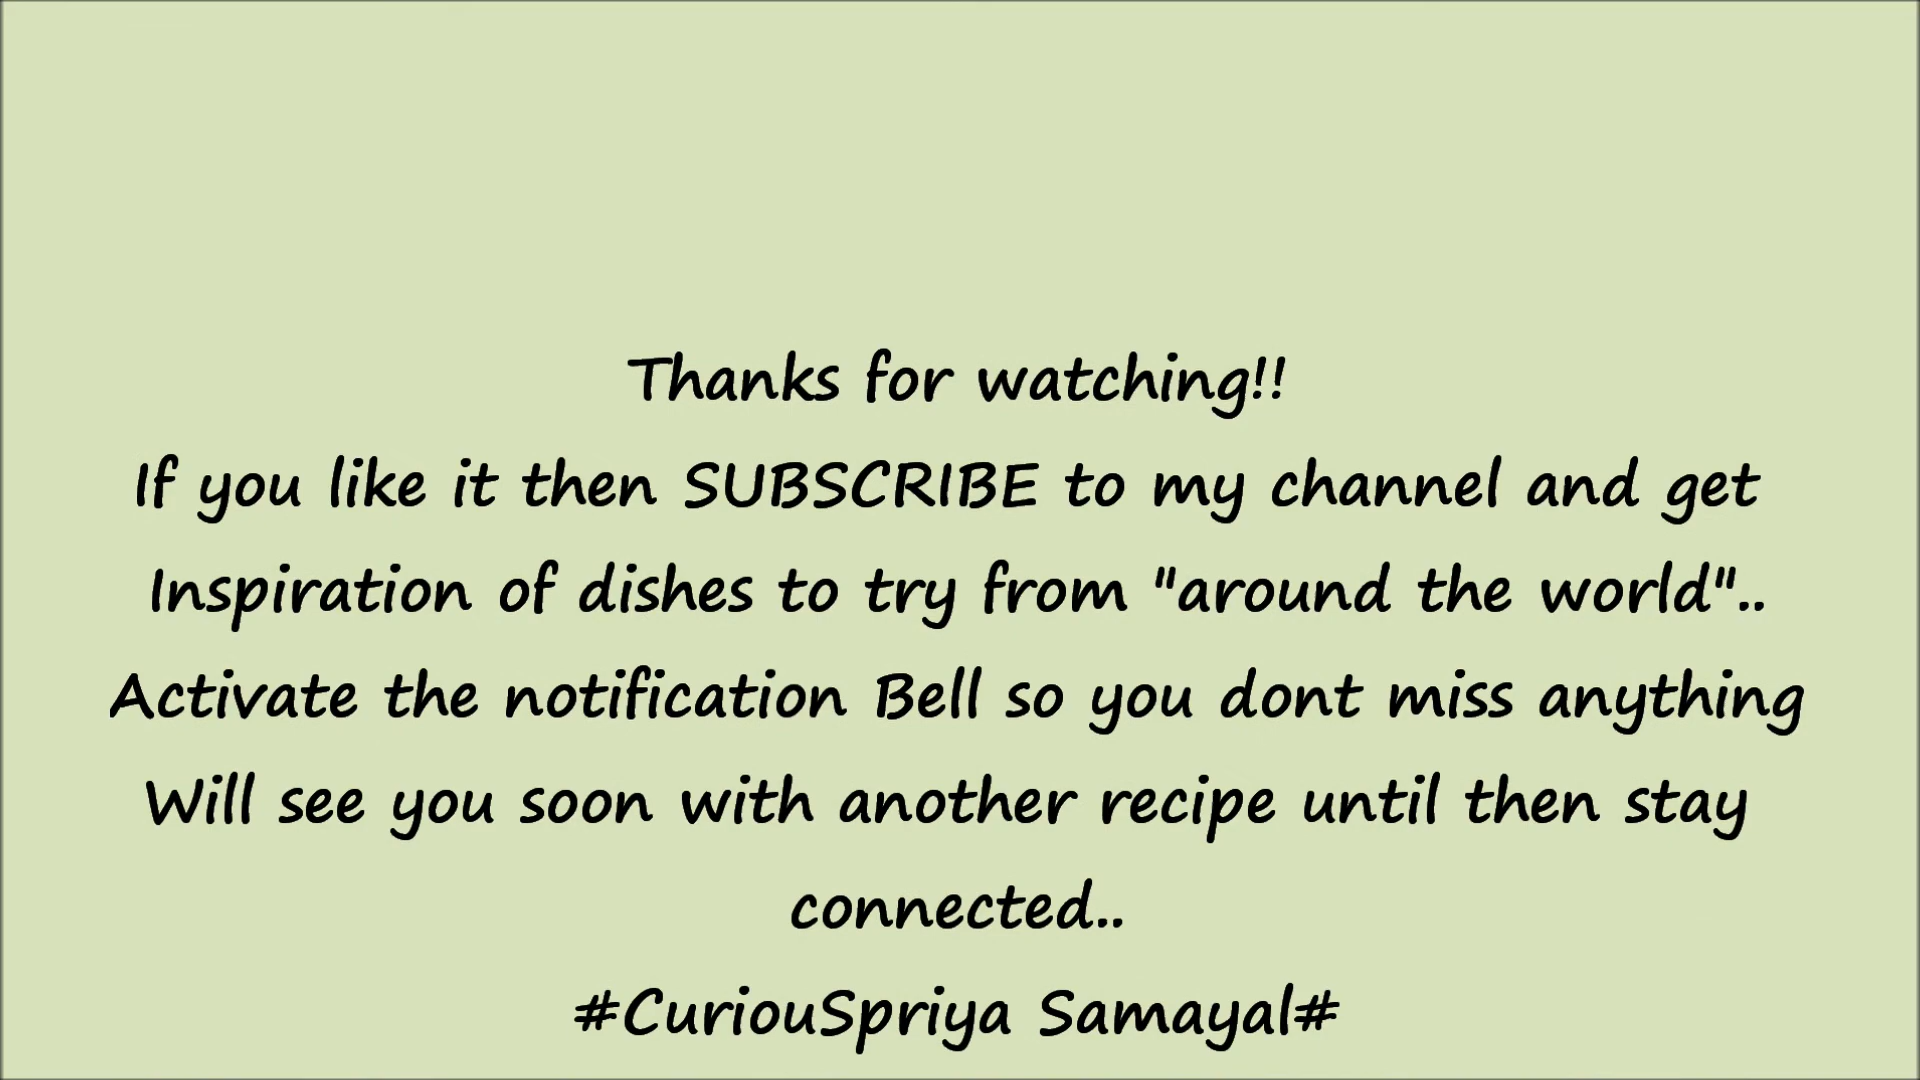 Thanks for watching!!
If you like it then SUBSCRIBE to my channel and get
Inspiration of dishes to try from "around the world"..
Activate the notification Bell so you dont miss anything
Will see you soon with another recipe until then stay
connected..
#CuriouSpriya Samayal#